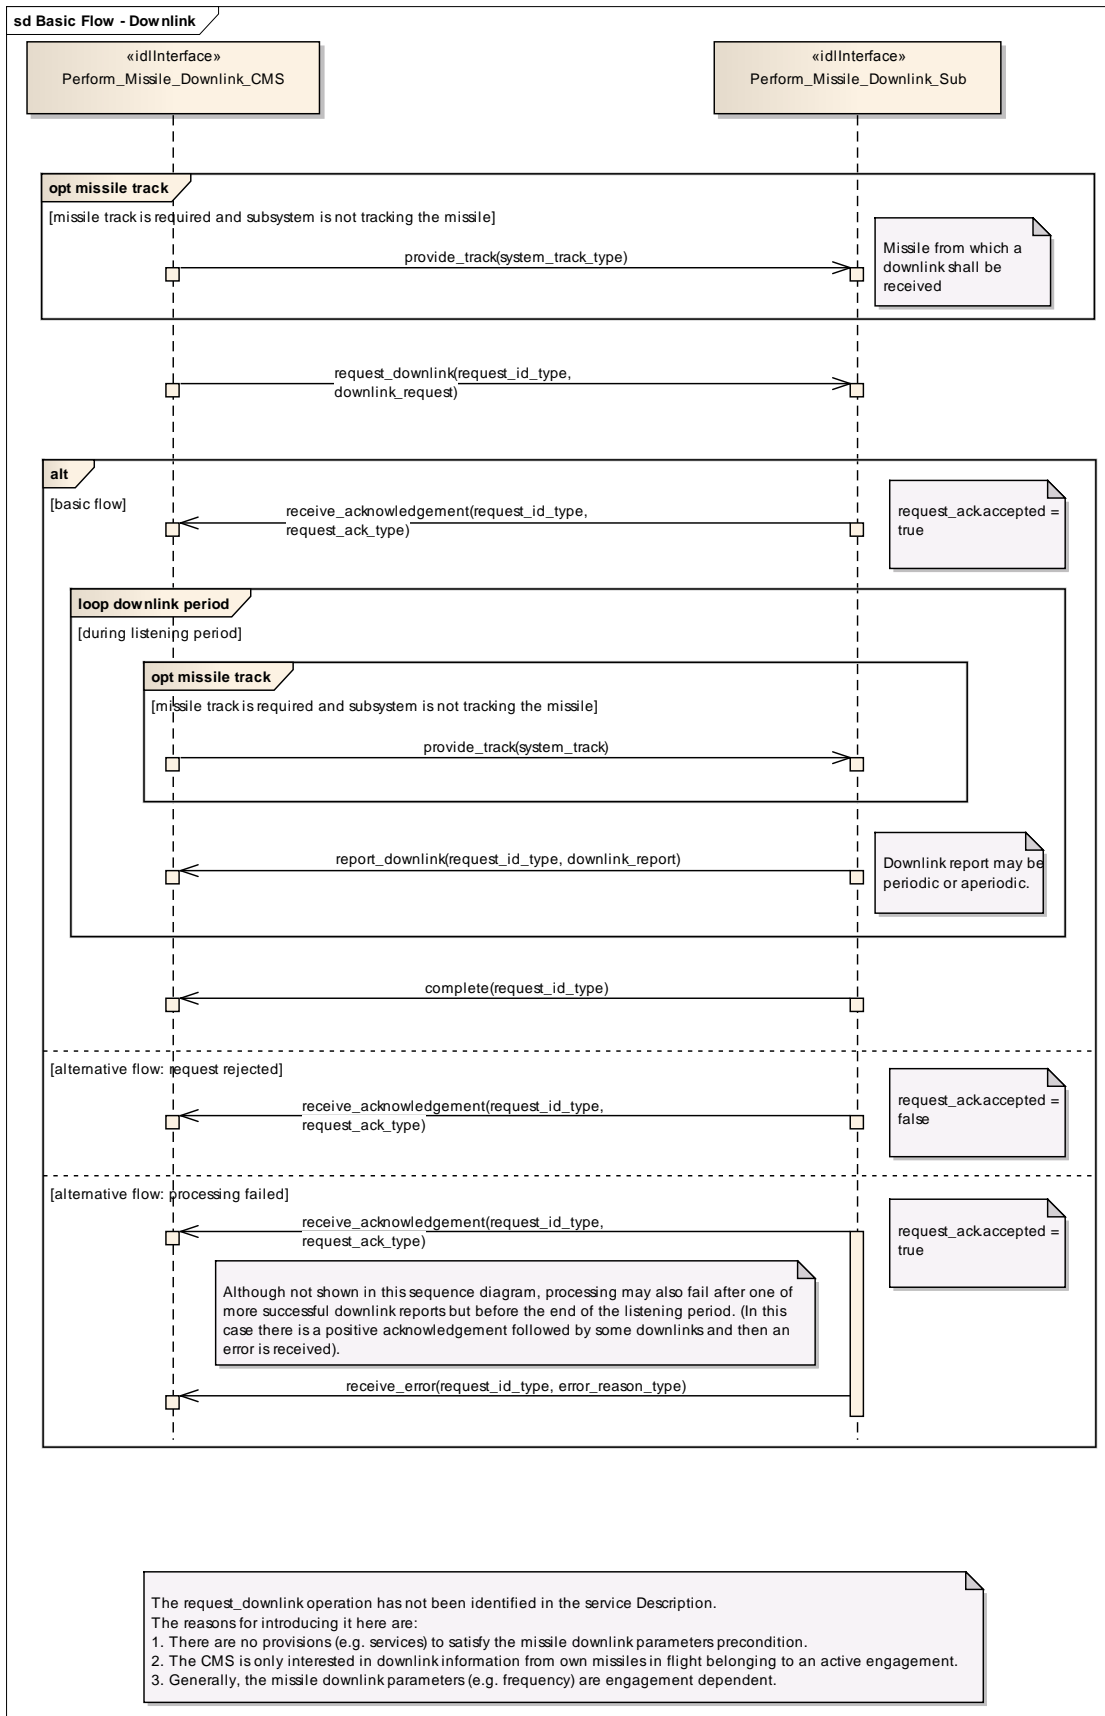 sd Basic Flow - Downlink
«idlInterface»
Perform_Missile_Downlink_CMS
«idlInterface»
Perform_Missile_Downlink_Sub
opt missile track
[missile track is required and subsystem is not tracking the missile]
provide_track(system_track_type)
Missile from which a
downlink shall be
received
request_downlink(request_id_type,
downlink_request)
alt
[basic flow]
receive_acknowledgement(request_id_type,
request_ack_type)
request_ack.accepted =
true
loop downlink period
[during listening period]
opt missile track
[missile track is required and subsystem is not tracking the missile]
provide_track(system_track)
report_downlink(request_id_type, downlink_report)
Downlink report may be
periodic or aperiodic.
complete(request_id_type)
[alternative flow: request rejected]
receive_acknowledgement(request_id_type,
request_ack_type)
request_ack.accepted =
false
[alternative flow: processing failed]
receive_acknowledgement(request_id_type,
request_ack_type)
request_ack.accepted =
true
Although not shown in this sequence diagram, processing may also fail after one of
more successful downlink reports but before the end of the listening period. (In this
case there is a positive acknowledgement followed by some downlinks and then an
error is received).
receive_error(request_id_type, error_reason_type)
The request_downlink operation has not been identified in the service Description.
The reasons for introducing it here are:
1. There are no provisions (e.g. services) to satisfy the missile downlink parameters precondition.
2. The CMS is only interested in downlink information from own missiles in flight belonging to an active engagement.
3. Generally, the missile downlink parameters (e.g. frequency) are engagement dependent.